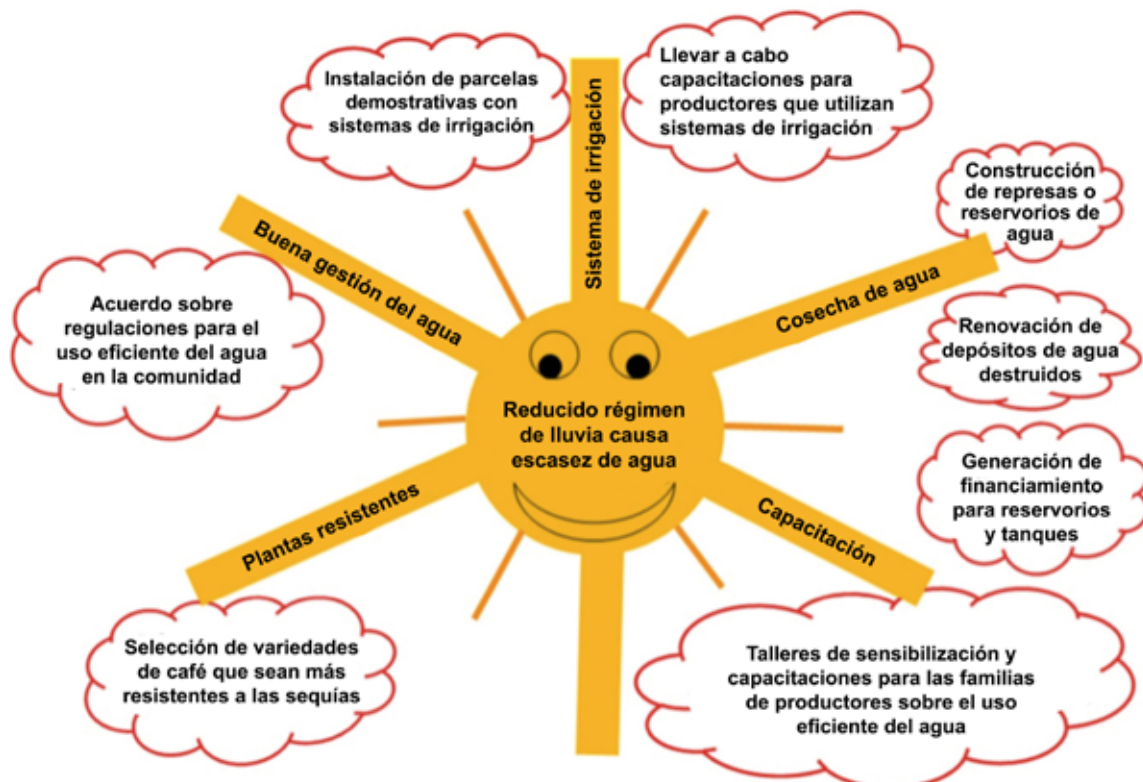 Instalación de parcelas
demostrativas con
sistemas de irrigación
Sistema de irrigación
Llevar a cabo
capacitaciones para
productores que utilizan
sistemas de irrigación
Construcción
de represas o
reservorios de
agua
Cosecha de agua
Renovación de
depósitos de agua
destruidos
Generación de
financiamiento
para reservorios
y tanques
Buena gestión del agua
Acuerdo sobre
regulaciones para el
uso eficiente del agua
en la comunidad
Reducido régimen
de lluvia causa
escasez de agua
Plantas resistentes
Selección de variedades
de café que sean más
resistentes a las sequías
Capacitación
Talleres de sensibilización y
capacitaciones para las familias
de productores sobre el uso
eficiente del agua